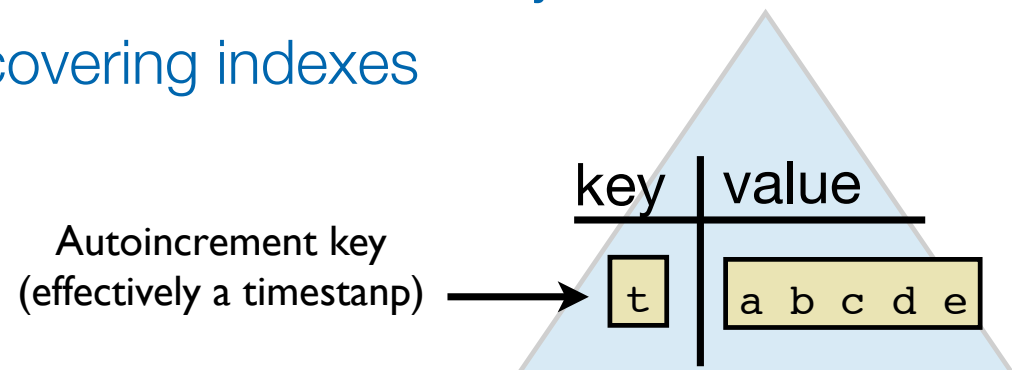 covering indexes
key value
Autoincrement key
(effectively a timestanp)
t a b c d e